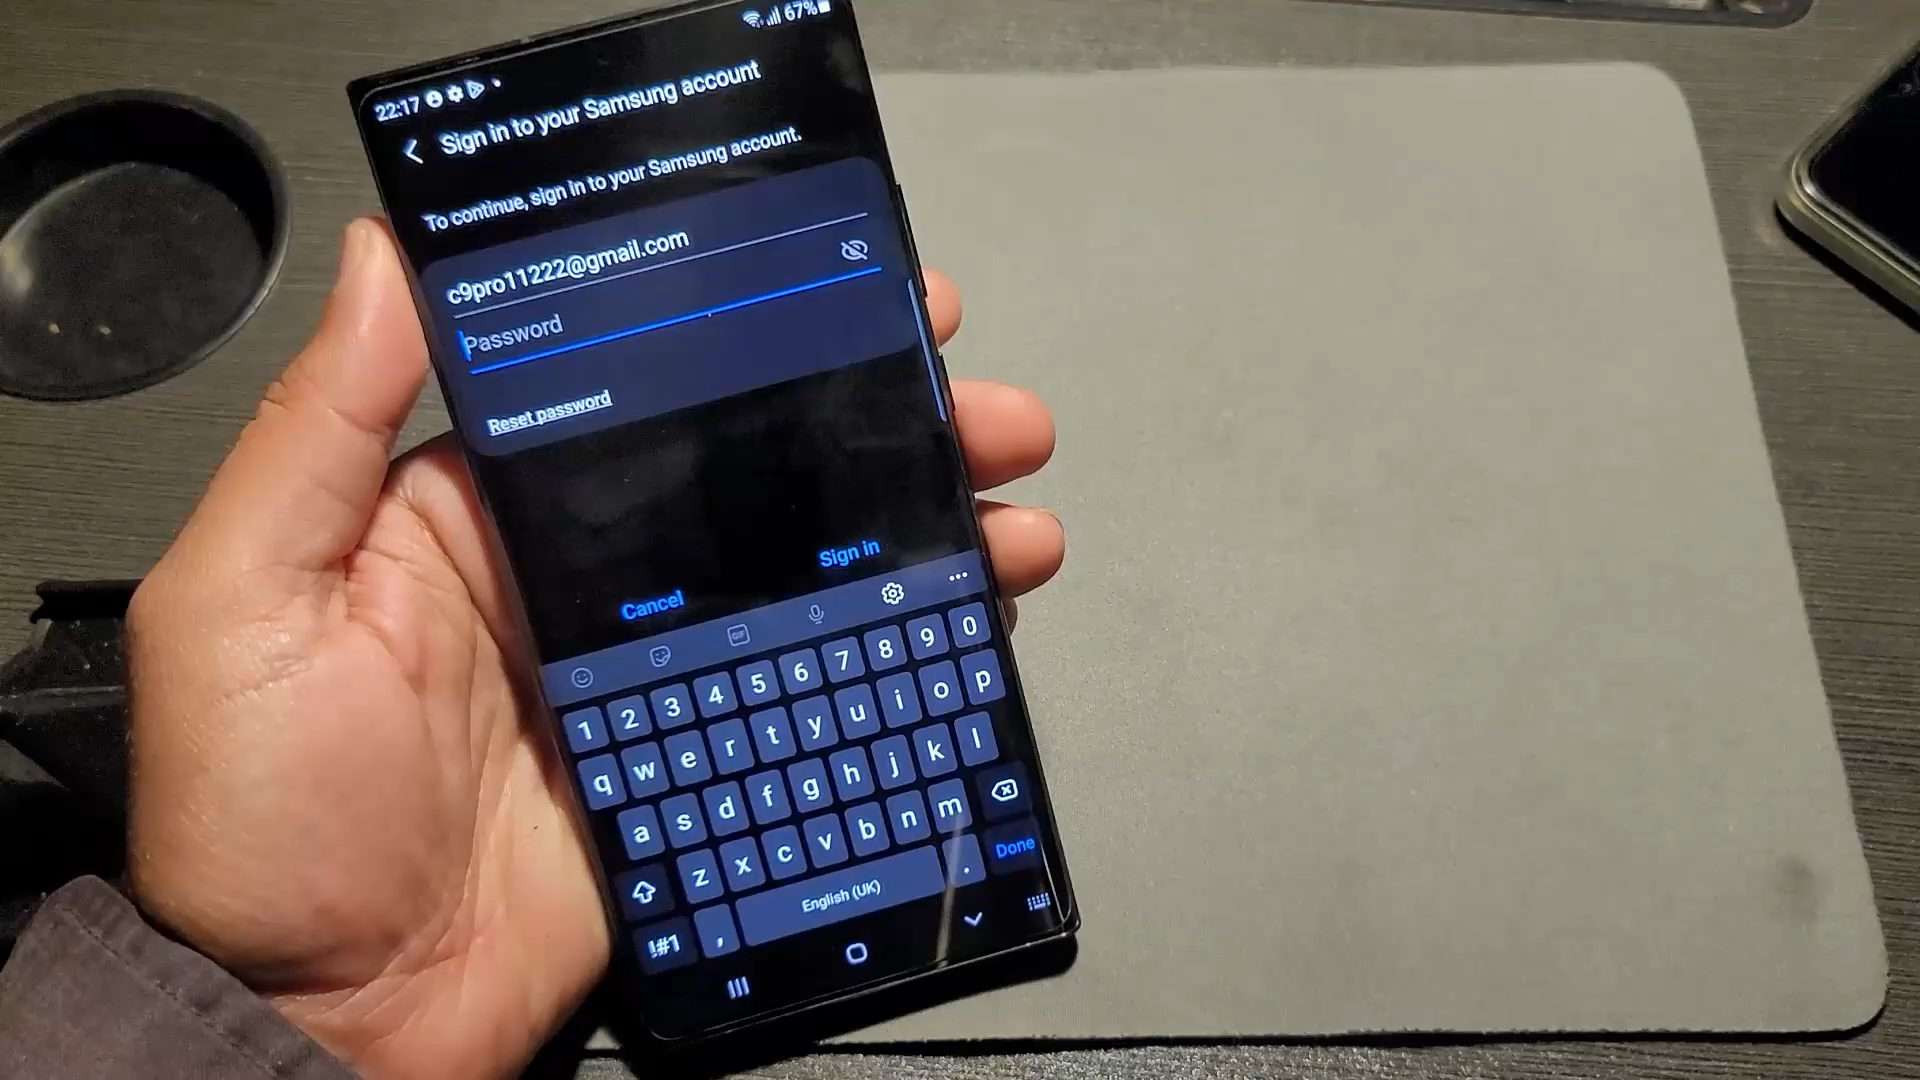 67%
22:17
Sign in to your Samsung account
To continue, sign in to your Samsung account.
c9pro11222@gmail.com
Password
Reset password
Cancel
Sign in
GIF
1 2 3 4 5 6 7 8 9 0
q w e r t y u i o p
a s d f g h j k l
z x c v b n m
!#1 , English (UK) . Done